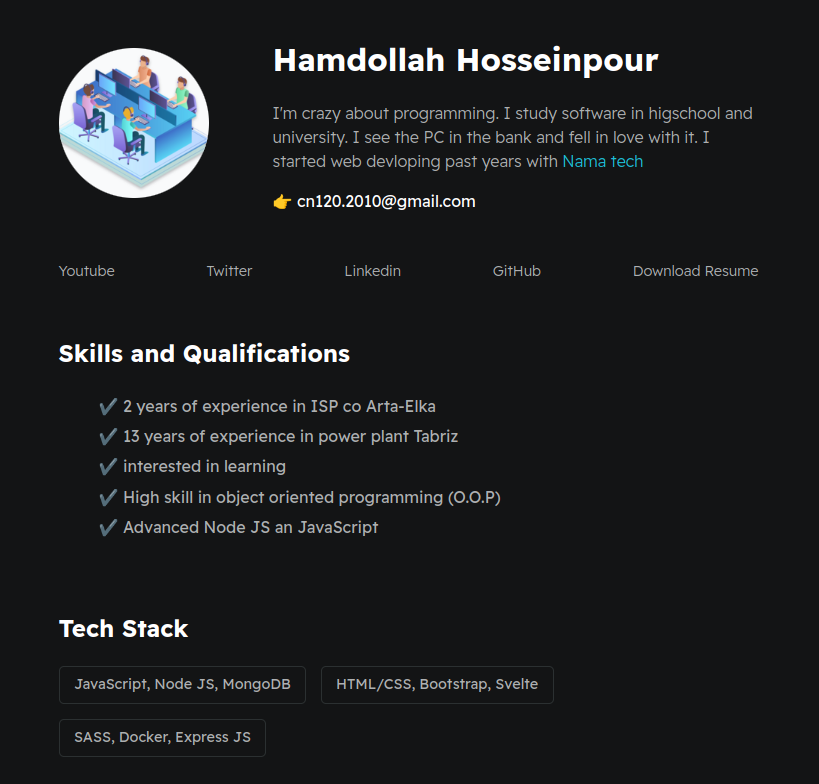 Hamdollah Hosseinpour
I'm crazy about programming. I study software in higschool and
university. I see the PC in the bank and fell in love with it. I
started web devloping past years with Nama tech
👉 cn120.2010@gmail.com
Youtube Twitter Linkedin GitHub Download Resume
Skills and Qualifications
✔️ 2 years of experience in ISP co Arta-Elka
✔️ 13 years of experience in power plant Tabriz
✔️ interested in learning
✔️ High skill in object oriented programming (O.O.P)
✔️ Advanced Node JS an JavaScript
Tech Stack
JavaScript, Node JS, MongoDB HTML/CSS, Bootstrap, Svelte
SASS, Docker, Express JS